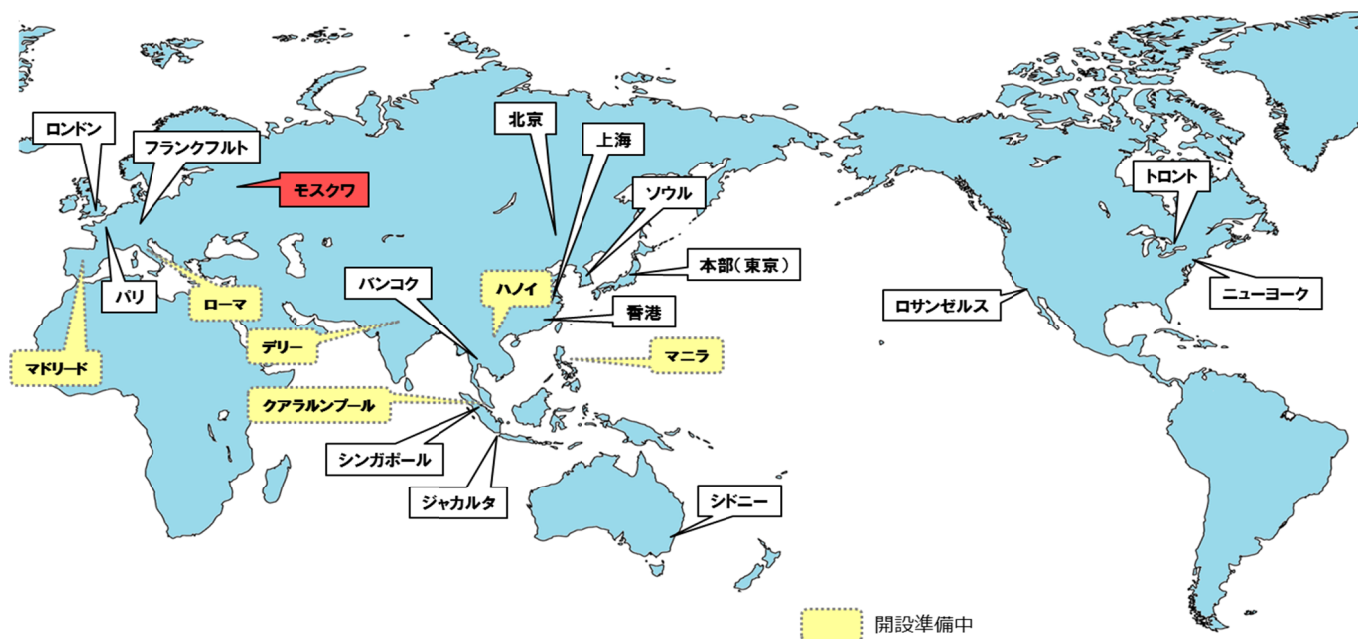 北京
ロンドン
上海
フランクフルト
モスクワ
ソウル
トロント
本部（東京）
バンコク
ハノイ
パリ
ローマ
ニューヨーク
ロサンゼルス
香港
デリー
マニラ
マドリード
クアラルンプール
シンガポール
ジャカルタ
シドニー
開設準備中